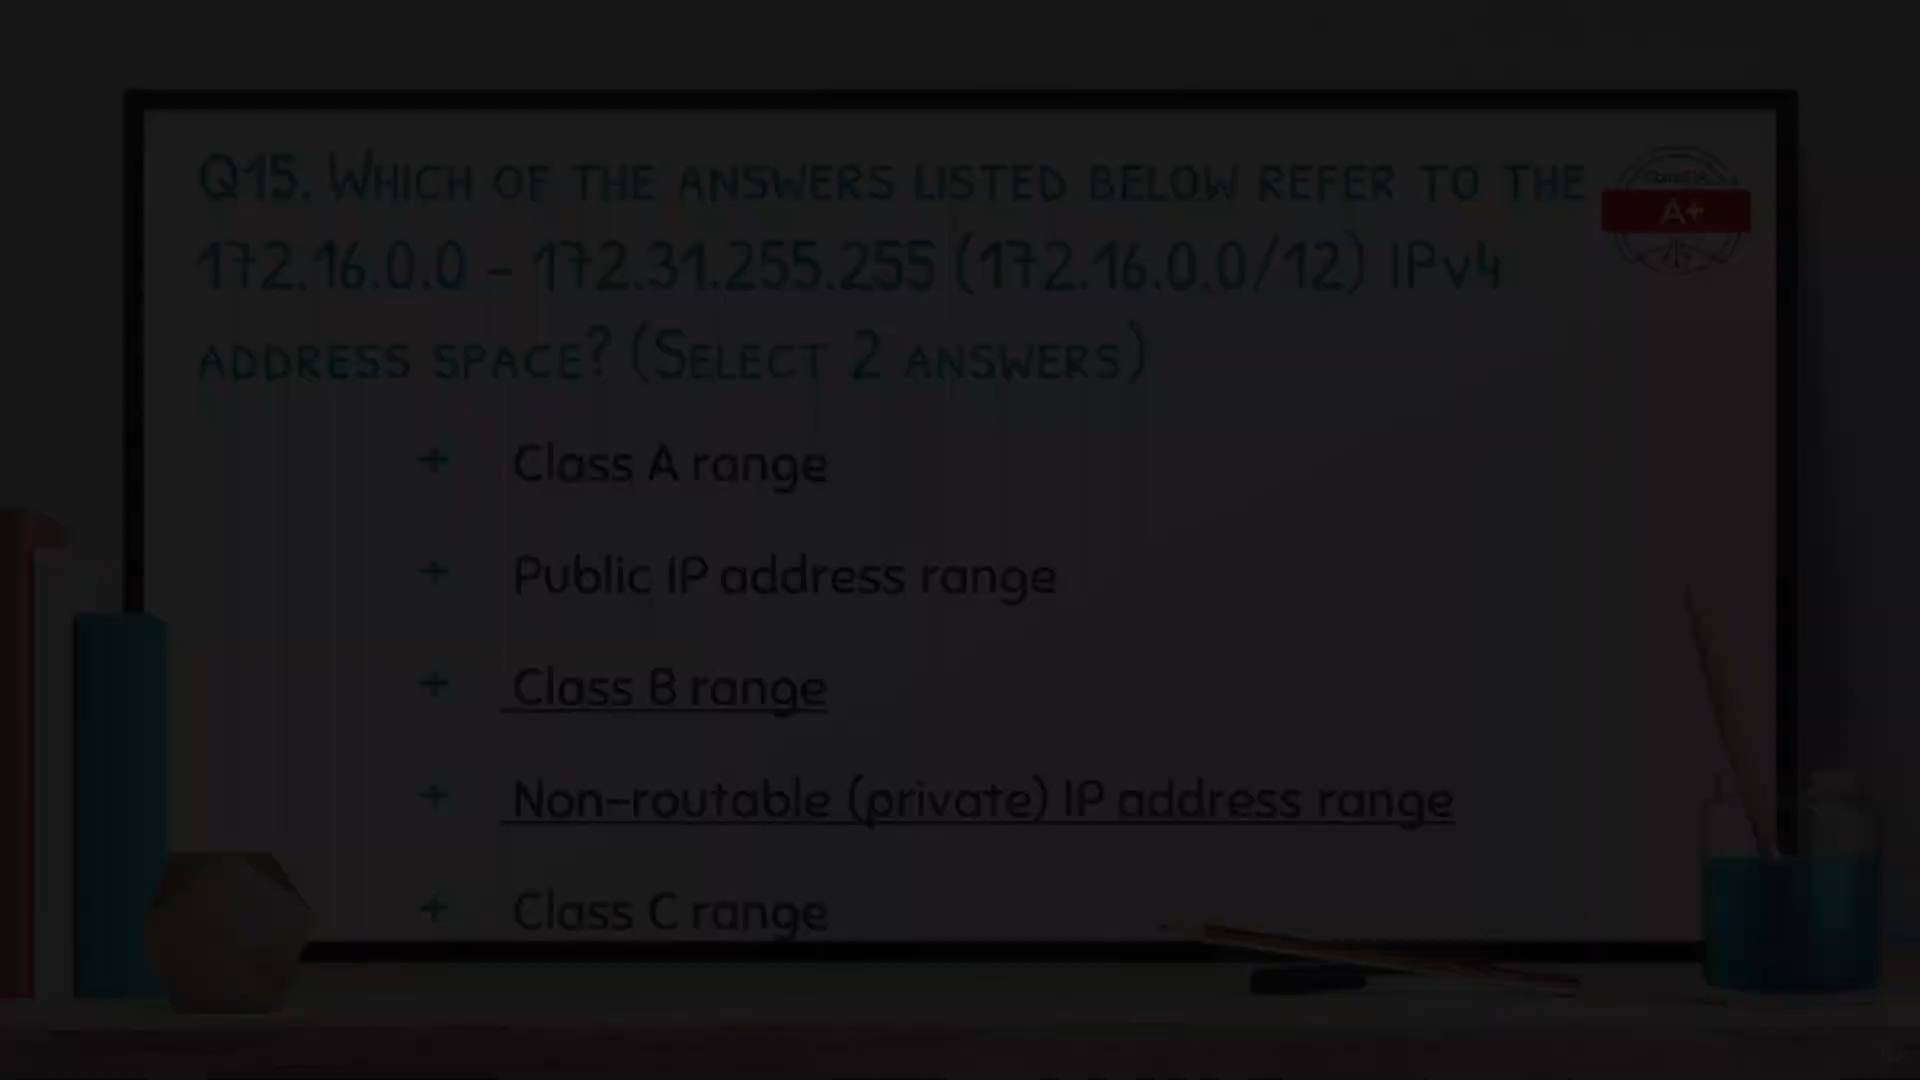 Q15. WHICH OF THE ANSWERS LISTED BELOW REFER TO THE
172.16.0.0 – 172.31.255.255 (172.16.0.0/12) IPv4
ADDRESS SPACE? (SELECT 2 ANSWERS)
A+
+ Class A range
+ Public IP address range
+ Class B range
+ Non-routable (private) IP address range
+ Class C range